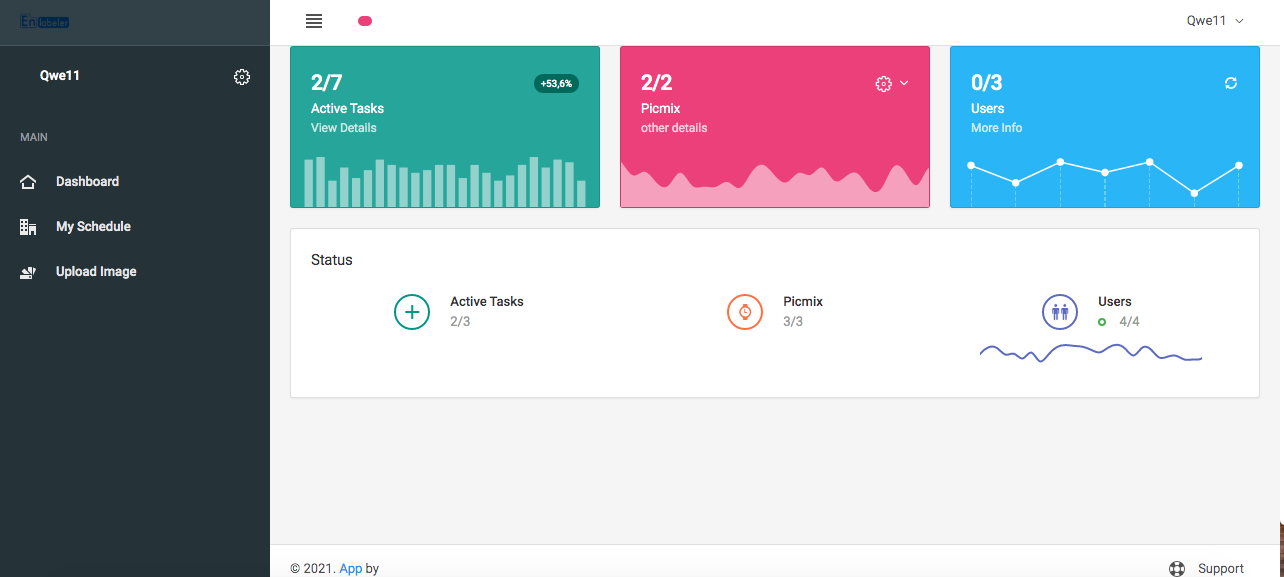 En labeler
Qwe11
Qwe11
MAIN
Dashboard
My Schedule
Upload Image
2/7
+53,6%
Active Tasks
View Details
2/2
Picmix
other details
0/3
Users
More Info
Status
Active Tasks
2/3
Picmix
3/3
Users
4/4
© 2021. App by
Support